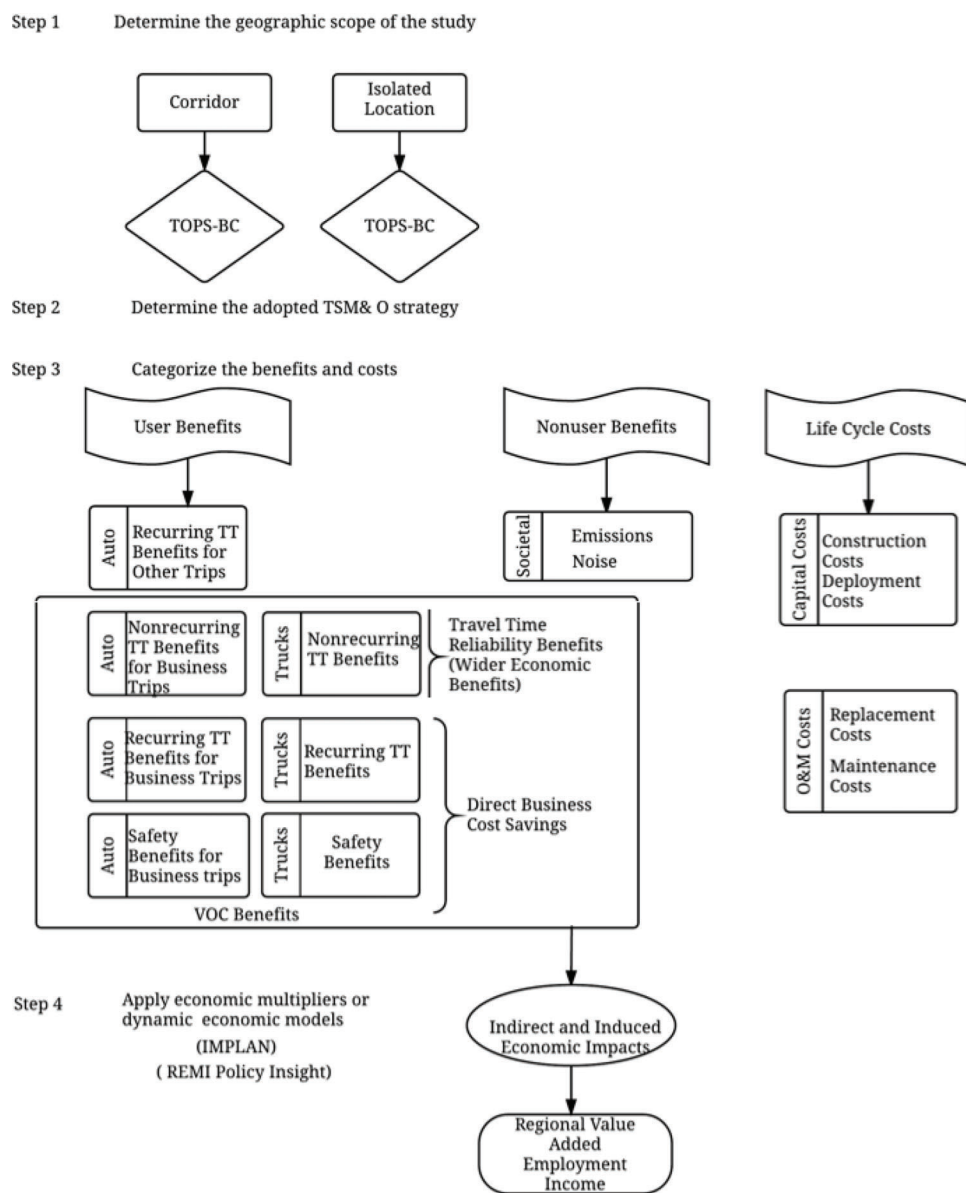 Step 1 Determine the geographic scope of the study
Corridor
Isolated
Location
TOPS-BC
TOPS-BC
Step 2 Determine the adopted TSM& O strategy
Step 3 Categorize the benefits and costs
User Benefits
Nonuser Benefits
Life Cycle Costs
Auto
Recurring TT
Benefits for
Other Trips
Societal
Emissions
Noise
Capital Costs
Construction
Costs
Deployment
Costs
Auto
Nonrecurring
TT Benefits
for Business
Trips
Trucks
Nonrecurring
TT Benefits
Travel Time
Reliability Benefits
(Wider Economic
Benefits)
O&M Costs
Replacement
Costs
Maintenance
Costs
Auto
Recurring TT
Benefits for
Business Trips
Trucks
Recurring TT
Benefits
Direct Business
Cost Savings
Auto
Safety
Benefits for
Business trips
Trucks
Safety
Benefits
VOC Benefits
Step 4 Apply economic multipliers or
dynamic economic models
(IMPLAN)
( REMI Policy Insight)
Indirect and Induced
Economic Impacts
Regional Value
Added
Employment
Income